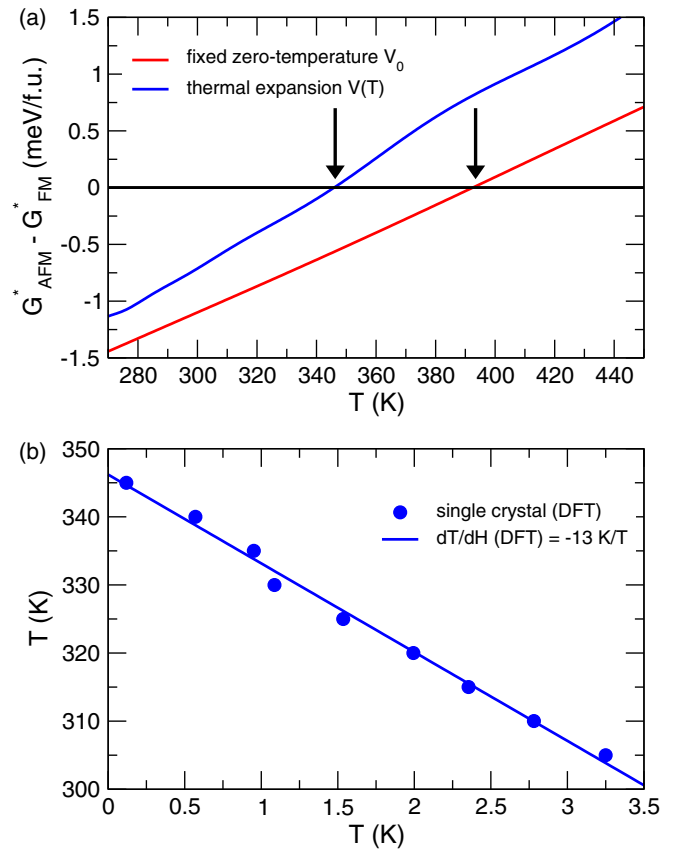 (a)
1.5
1
0.5
0
-0.5
-1
-1.5
G*AFM - G*FM (meV/f.u.)
fixed zero-temperature V0
thermal expansion V(T)
280 300 320 340 360 380 400 420 440
T (K)
(b)
350
340
330
320
310
300
T (K)
single crystal (DFT)
dT/dH (DFT) = -13 K/T
0 0.5 1 1.5 2 2.5 3 3.5
T (K)